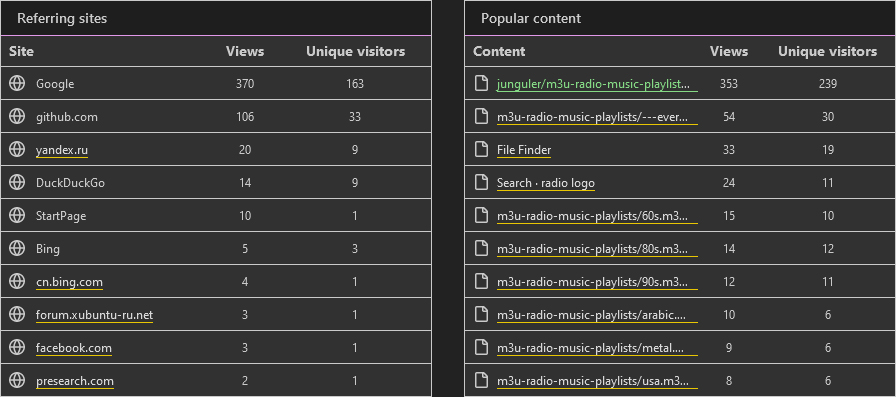 Referring sites
Site Views Unique visitors
Google 370 163
github.com 106 33
yandex.ru 20 9
DuckDuckGo 14 9
StartPage 10 1
Bing 5 3
cn.bing.com 4 1
forum.xubuntu-ru.net 3 1
facebook.com 3 1
presearch.com 2 1
Popular content
Content Views Unique visitors
junguler/m3u-radio-music-playlist... 353 239
m3u-radio-music-playlists/---ever... 54 30
File Finder 33 19
Search · radio logo 24 11
m3u-radio-music-playlists/60s.m3... 15 10
m3u-radio-music-playlists/80s.m3... 14 12
m3u-radio-music-playlists/90s.m3... 12 11
m3u-radio-music-playlists/arabic.... 10 6
m3u-radio-music-playlists/metal.... 9 6
m3u-radio-music-playlists/usa.m3... 8 6